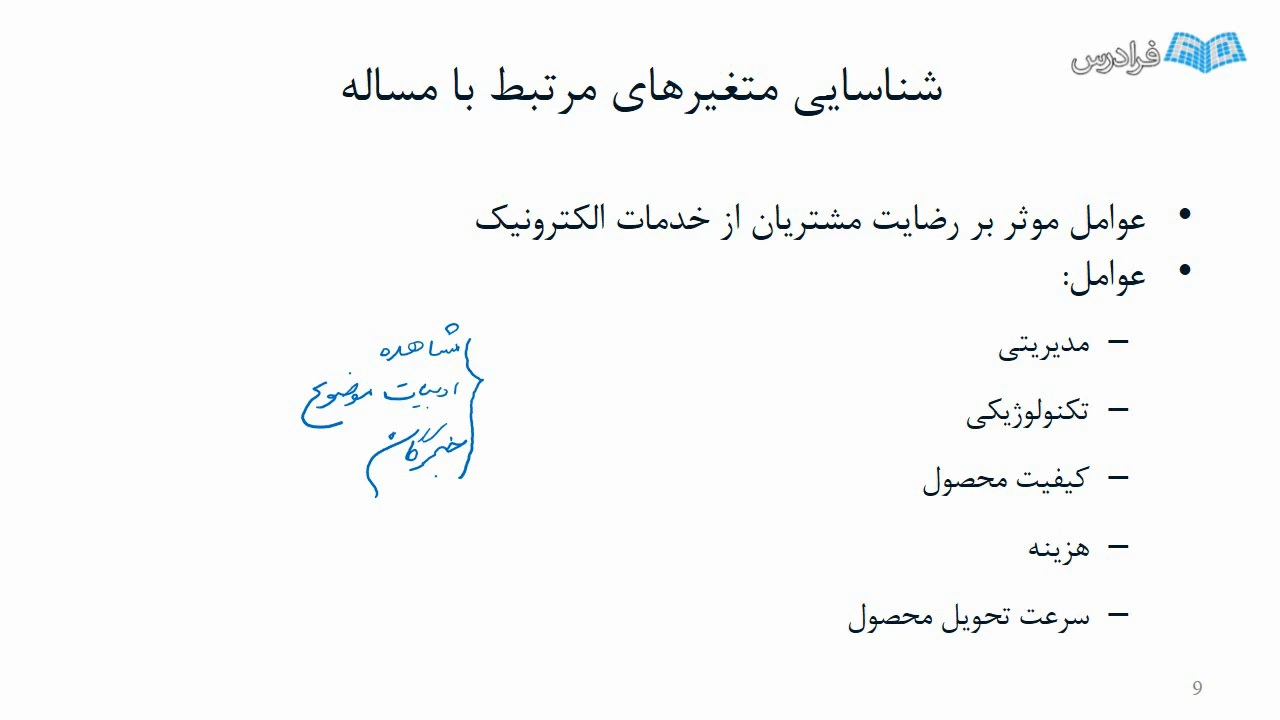 فرادرس
شناسایی متغیرهای مرتبط با مساله
• عوامل موثر بر رضایت مشتریان از خدمات الکترونیک
• عوامل:
– مدیریتی
– تکنولوژیکی
– کیفیت محصول
– هزینه
– سرعت تحویل محصول
مشاهده
ادبیات موضوع
خبرگان
9